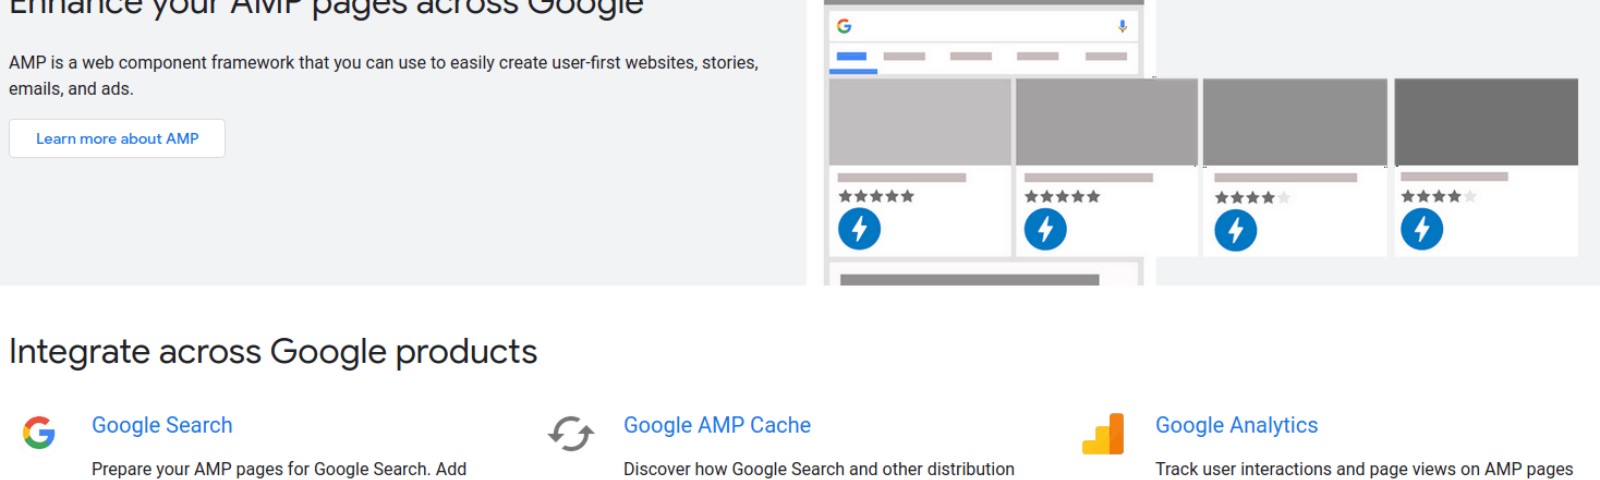 Enhance your AMP pages across Google
AMP is a web component framework that you can use to easily create user-first websites, stories,
emails, and ads.
Learn more about AMP
Integrate across Google products
Google Search
Prepare your AMP pages for Google Search. Add
Google AMP Cache
Discover how Google Search and other distribution
Google Analytics
Track user interactions and page views on AMP pages